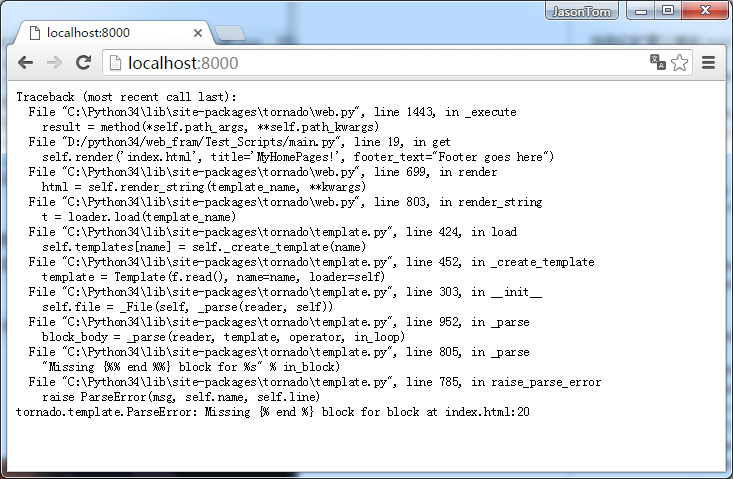 JasonTom
localhost:8000
localhost:8000
Traceback (most recent call last):
  File "C:\Python34\lib\site-packages\tornado\web.py", line 1443, in _execute
    result = method(*self.path_args, **self.path_kwargs)
  File "D:/python34/web_fram/Test_Scripts/main.py", line 19, in get
    self.render('index.html', title='MyHomePages!', footer_text="Footer goes here")
  File "C:\Python34\lib\site-packages\tornado\web.py", line 699, in render
    html = self.render_string(template_name, **kwargs)
  File "C:\Python34\lib\site-packages\tornado\web.py", line 803, in render_string
    t = loader.load(template_name)
  File "C:\Python34\lib\site-packages\tornado\template.py", line 424, in load
    self.templates[name] = self._create_template(name)
  File "C:\Python34\lib\site-packages\tornado\template.py", line 452, in _create_template
    template = Template(f.read(), name=name, loader=self)
  File "C:\Python34\lib\site-packages\tornado\template.py", line 303, in __init__
    self.file = _File(self, _parse(reader, self))
  File "C:\Python34\lib\site-packages\tornado\template.py", line 952, in _parse
    block_body = _parse(reader, template, operator, in_loop)
  File "C:\Python34\lib\site-packages\tornado\template.py", line 805, in _parse
    "Missing {%% end %%} block for %s" % in_block)
  File "C:\Python34\lib\site-packages\tornado\template.py", line 785, in raise_parse_error
    raise ParseError(msg, self.name, self.line)
tornado.template.ParseError: Missing {% end %} block for block at index.html:20